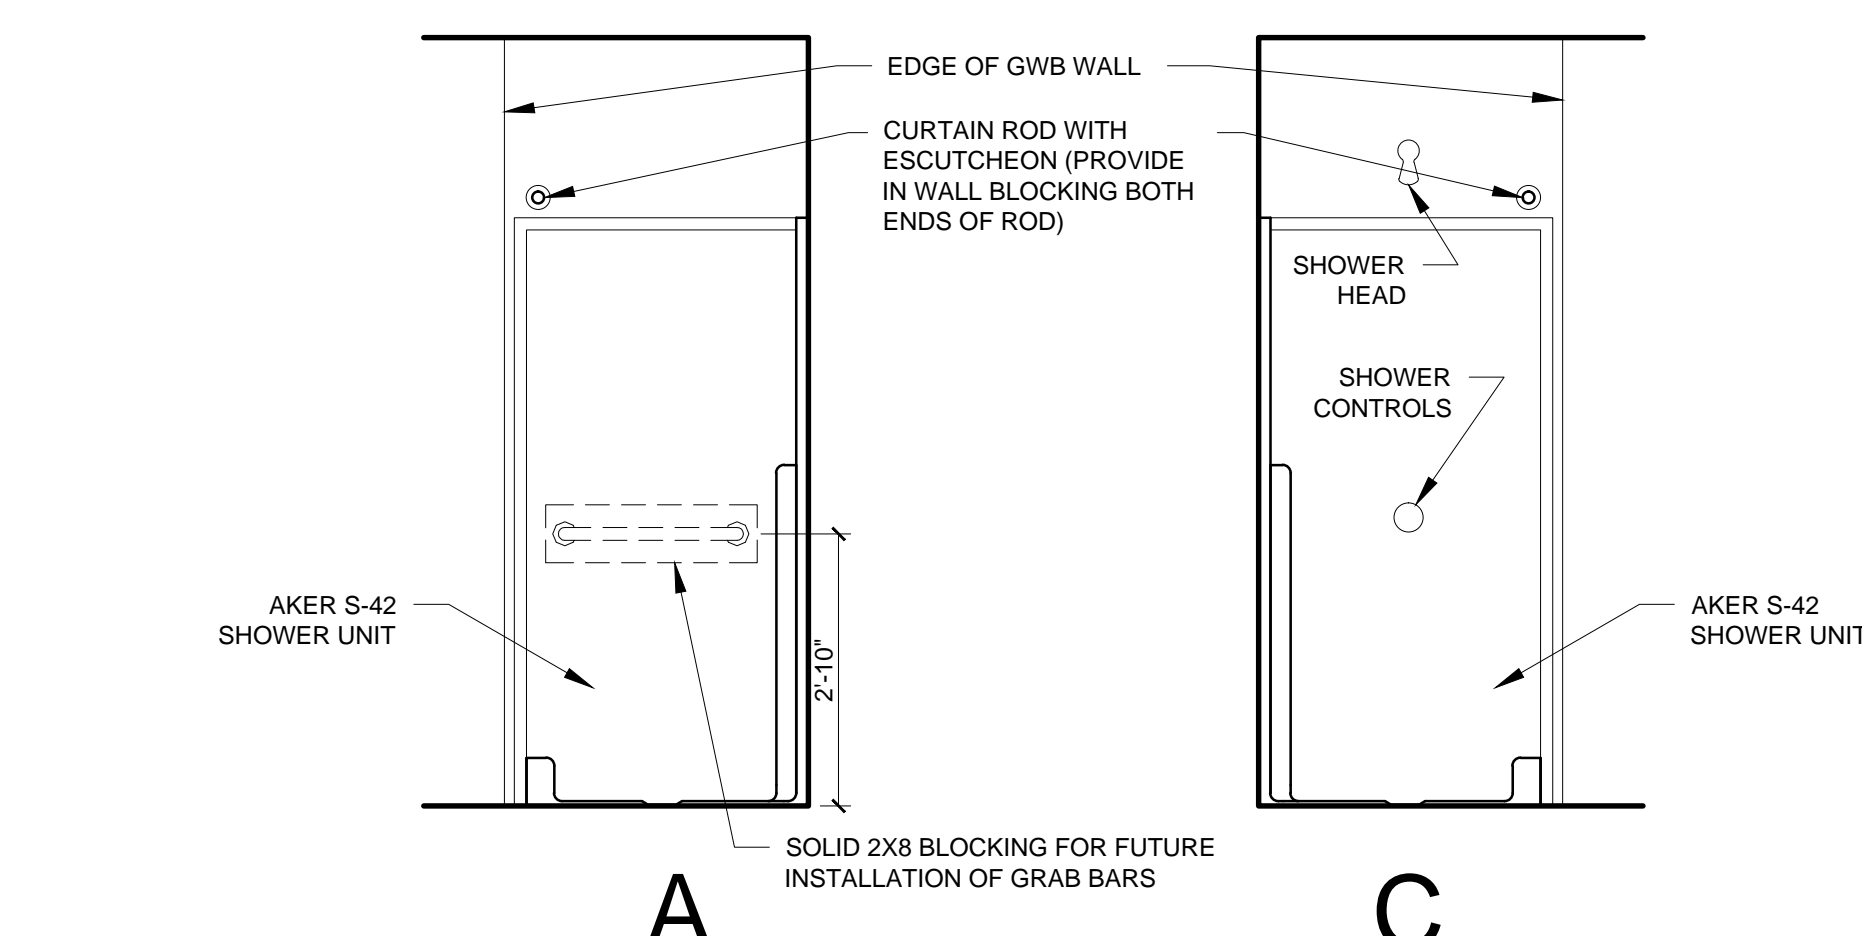 EDGE OF GWB WALL
CURTAIN ROD WITH
ESCUTCHEON (PROVIDE
IN WALL BLOCKING BOTH
ENDS OF ROD)
SHOWER
HEAD
SHOWER
CONTROLS
AKER S-42
SHOWER UNIT
2'-10"
AKER S-42
SHOWER UNIT
SOLID 2X8 BLOCKING FOR FUTURE
INSTALLATION OF GRAB BARS
A
C